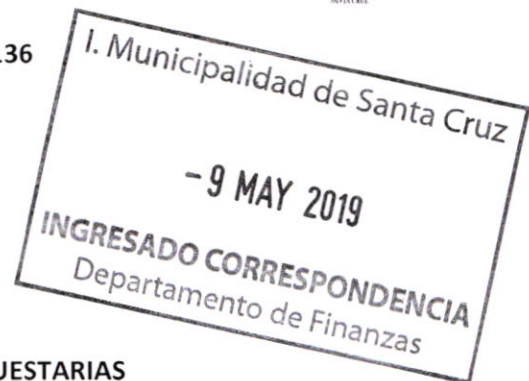 .36
I. Municipalidad de Santa Cruz
- 9 MAY 2019
INGRESADO CORRESPONDENCIA
Departamento de Finanzas
UESTARIAS